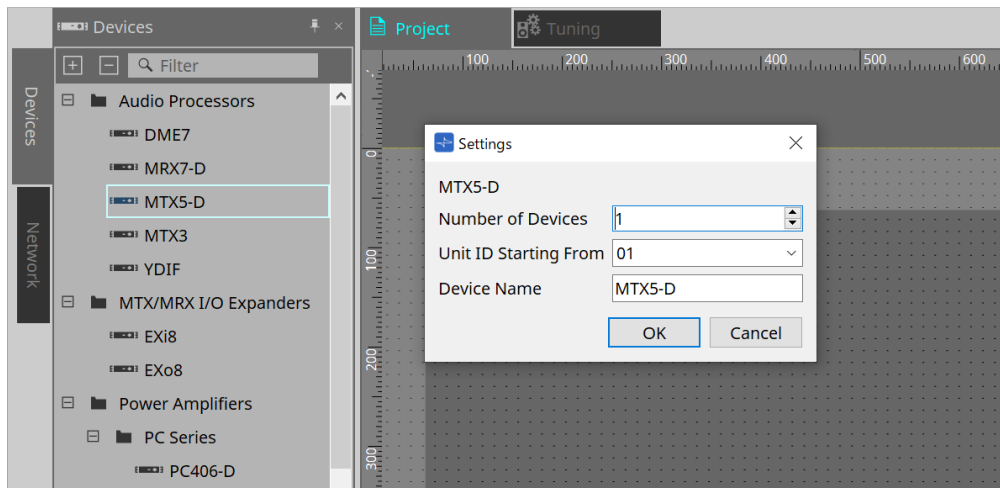 Devices
Filter
Devices
Network
Audio Processors
DME7
MRX7-D
MTX5-D
MTX3
YDIF
MTX/MRX I/O Expanders
EXi8
EXo8
Power Amplifiers
PC Series
PC406-D
Project
Tuning
100 200 300 400 500 600
0
100
200
300
Settings
MTX5-D
Number of Devices 1
Unit ID Starting From 01
Device Name MTX5-D
OK Cancel